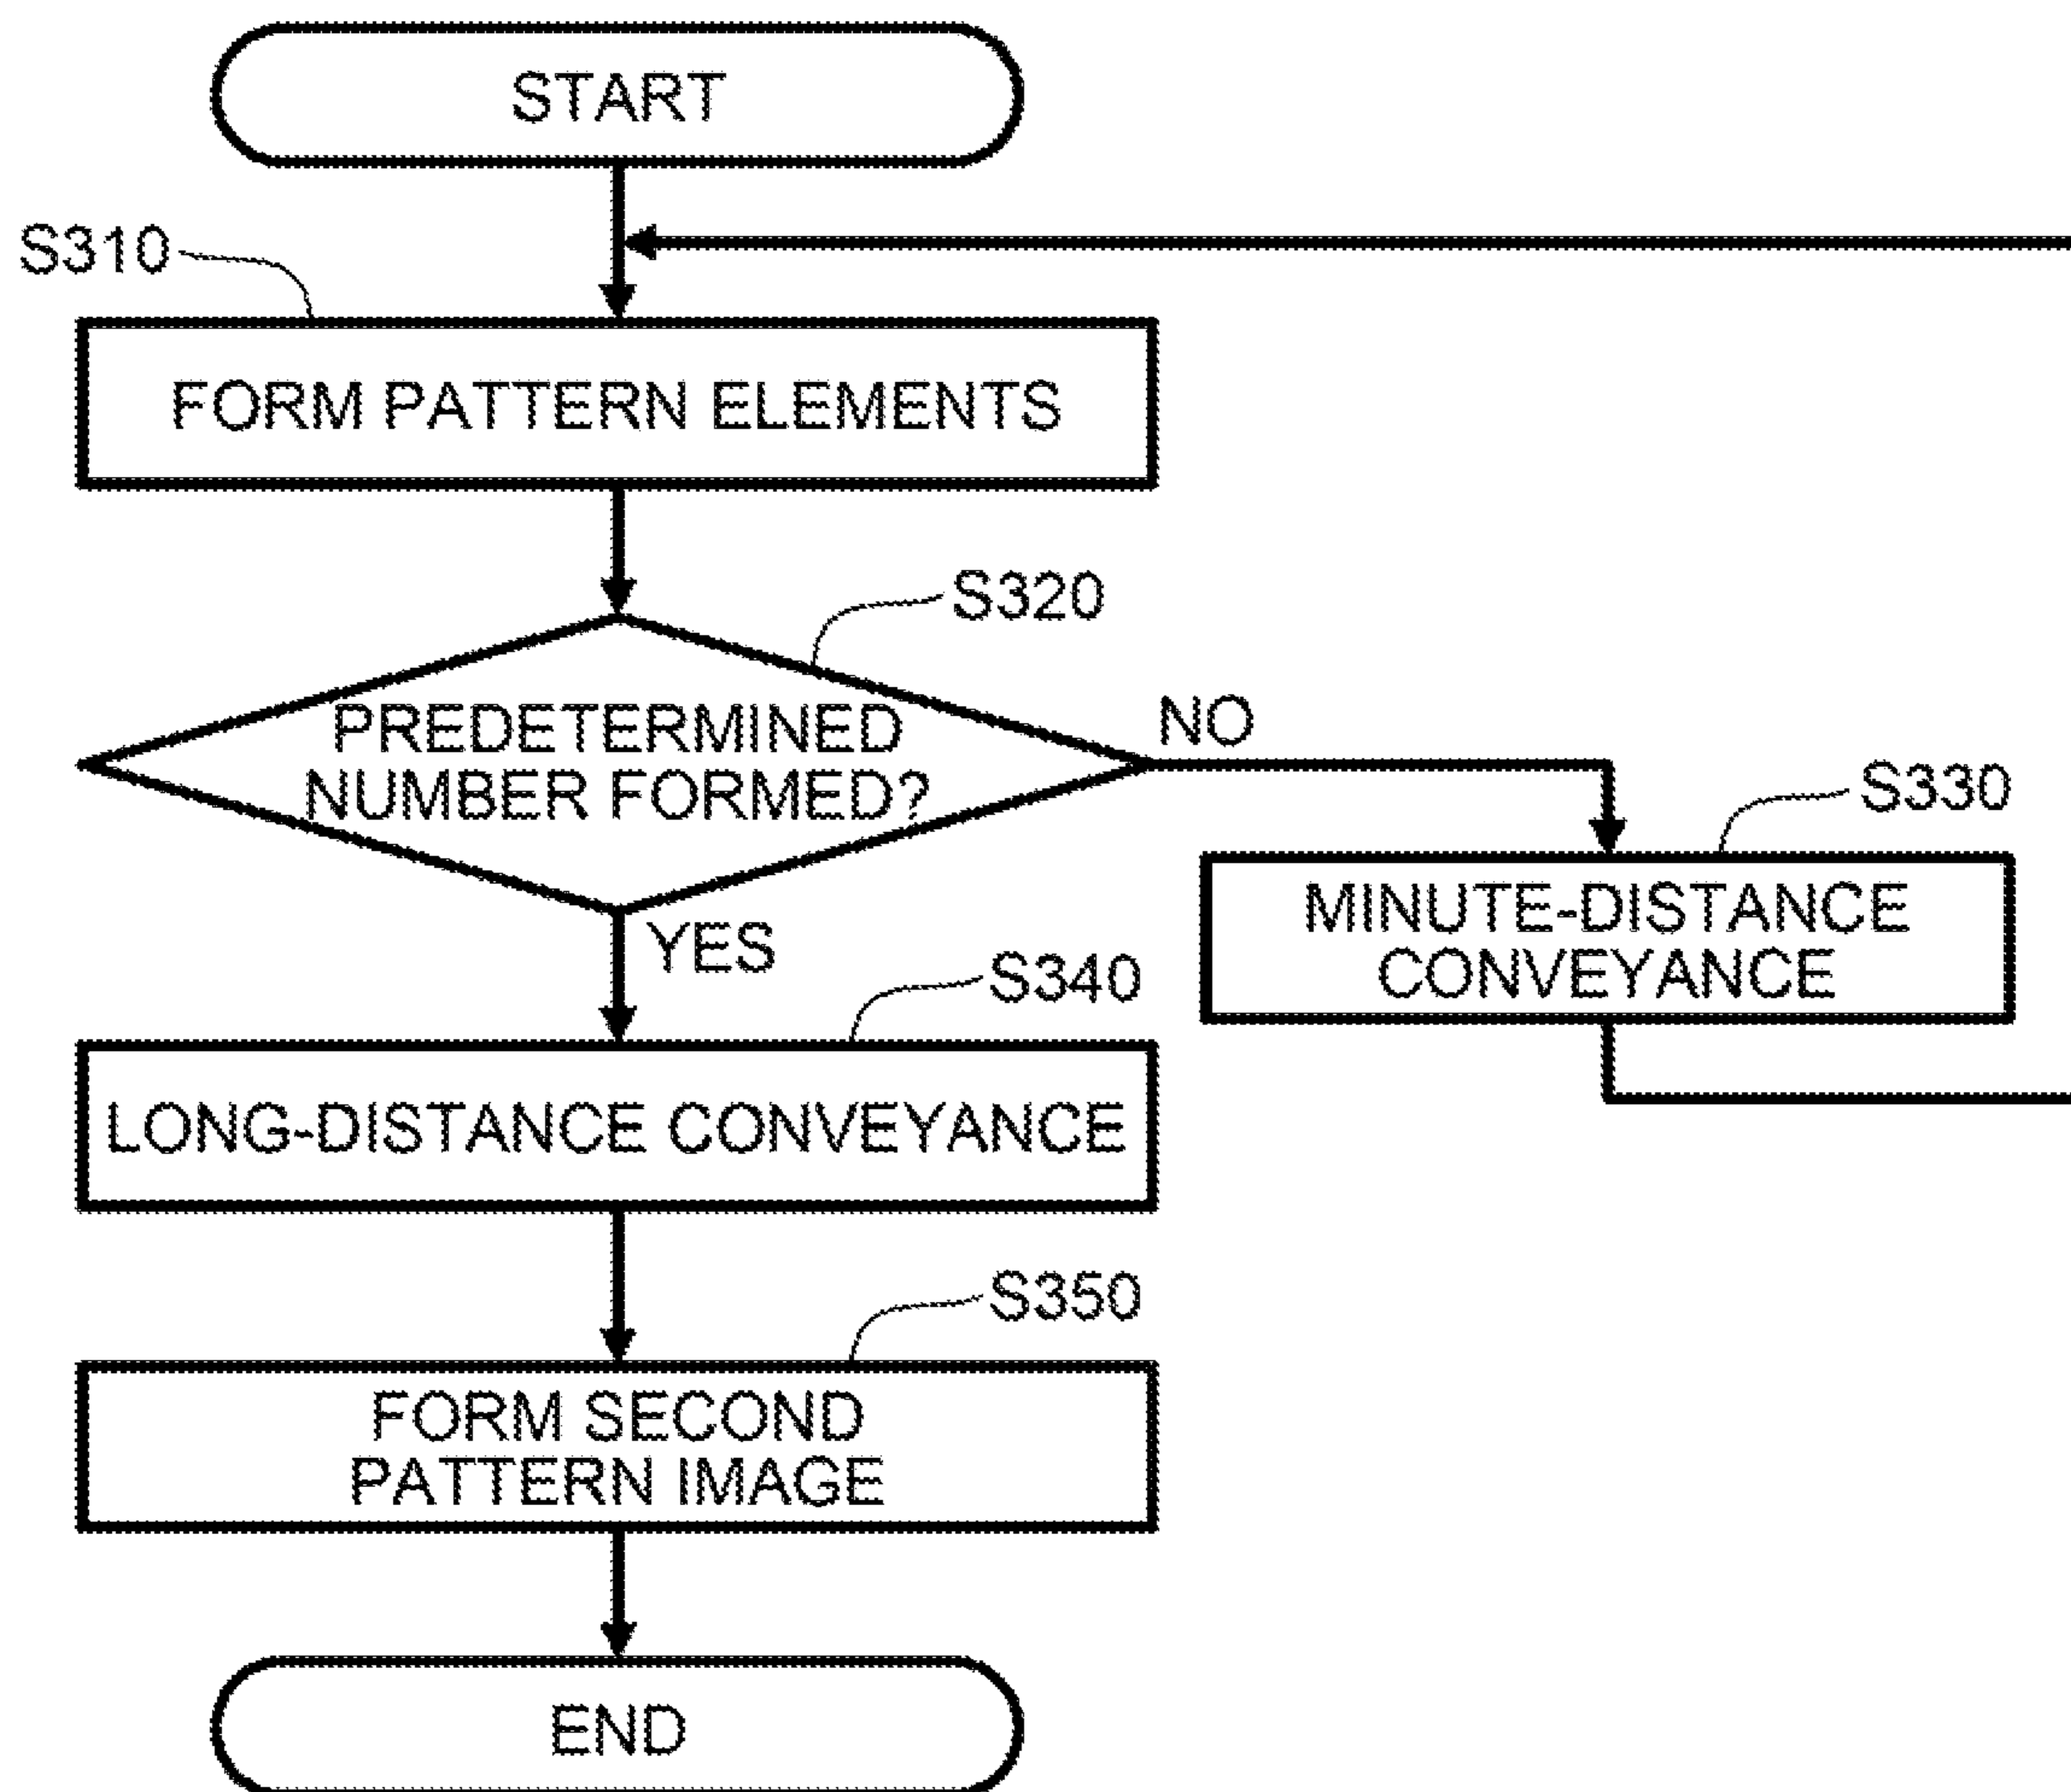 START
S310
FORM PATTERN ELEMENTS
S320
PREDETERMINED
NUMBER FORMED?
NO
S330
MINUTE-DISTANCE
CONVEYANCE
YES
S340
LONG-DISTANCE CONVEYANCE
S350
FORM SECOND
PATTERN IMAGE
END